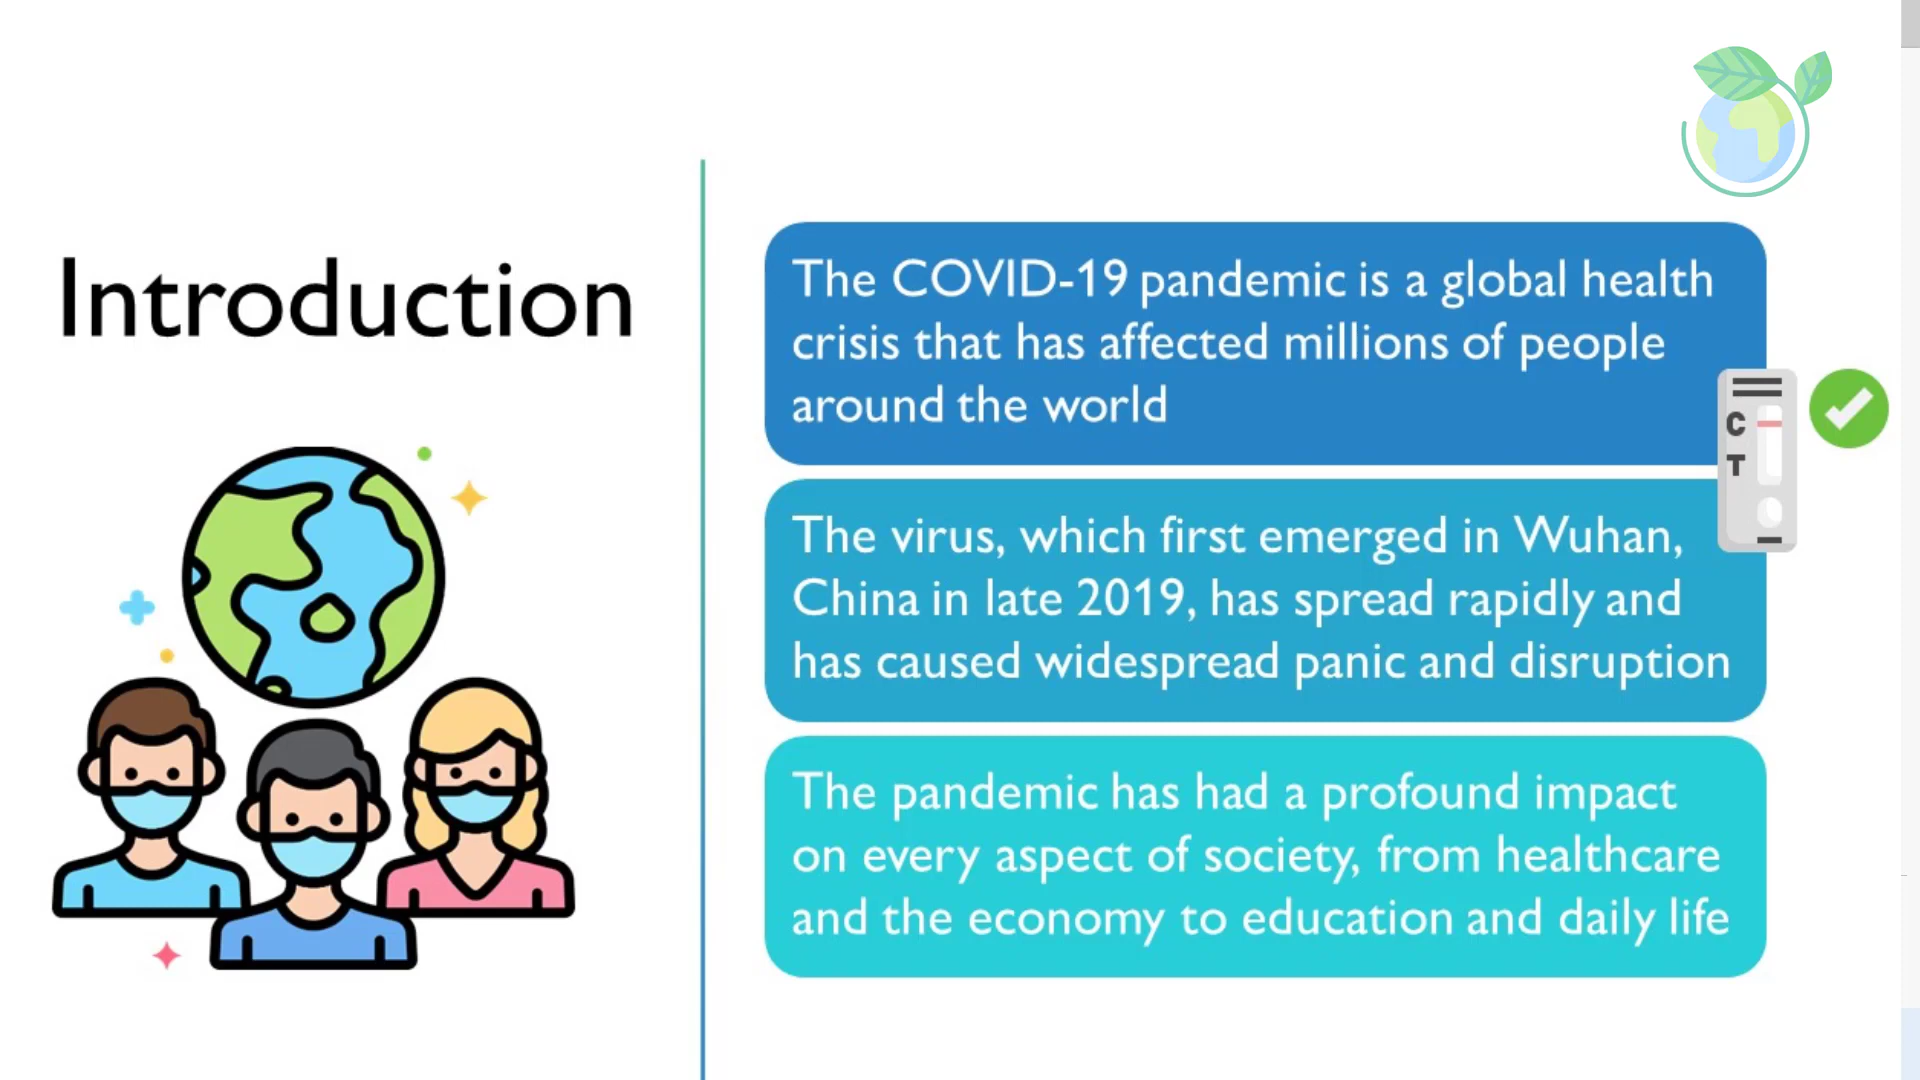 Introduction
The COVID-19 pandemic is a global health
crisis that has affected millions of people
around the world
C
T
The virus, which first emerged in Wuhan,
China in late 2019, has spread rapidly and
has caused widespread panic and disruption
The pandemic has had a profound impact
on every aspect of society, from healthcare
and the economy to education and daily life